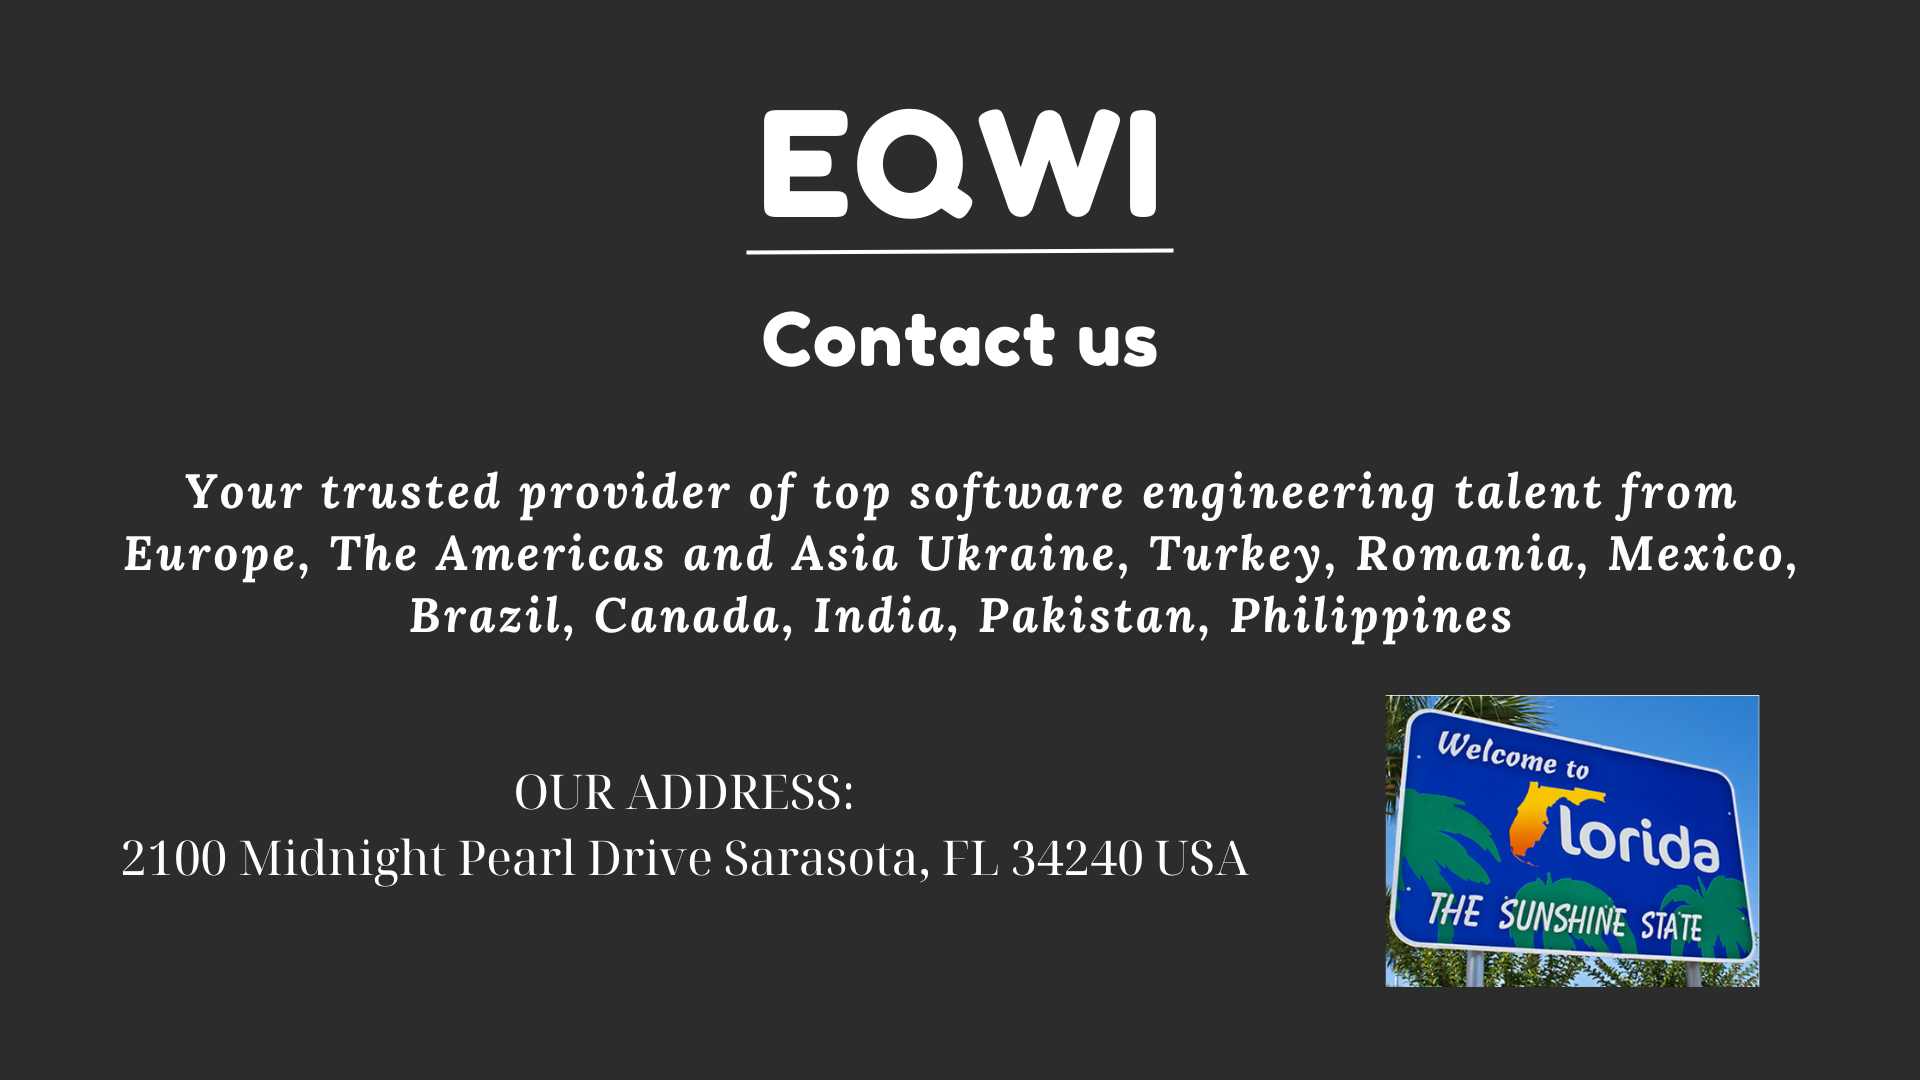 EQWI
Contact us
Your trusted provider of top software engineering talent from
Europe, The Americas and Asia Ukraine, Turkey, Romania, Mexico,
Brazil, Canada, India, Pakistan, Philippines
OUR ADDRESS:
2100 Midnight Pearl Drive Sarasota, FL 34240 USA
Welcome to
Florida
THE SUNSHINE STATE